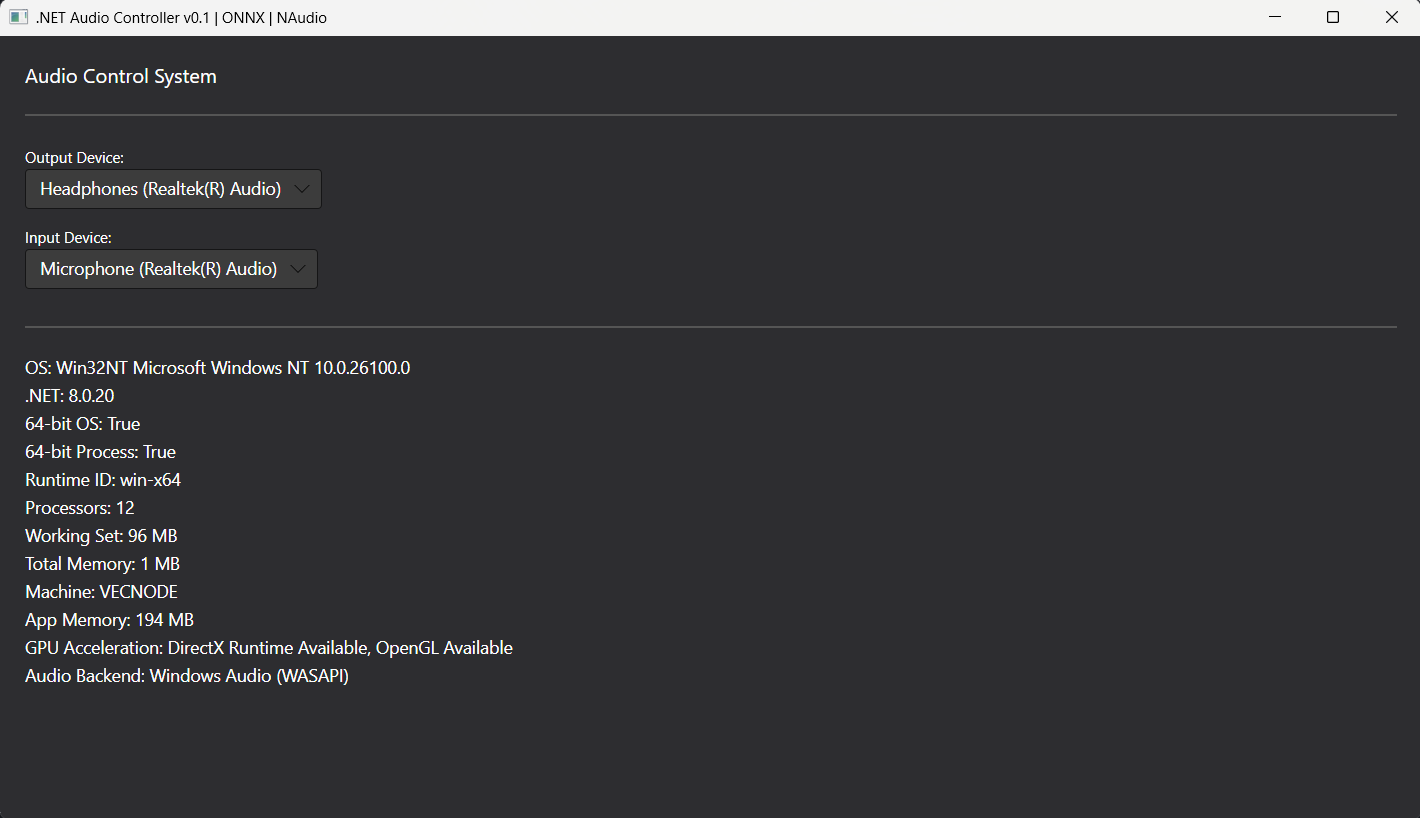 .NET Audio Controller v0.1 | ONNX | NAudio
Audio Control System
Output Device:
Headphones (Realtek(R) Audio)
Input Device:
Microphone (Realtek(R) Audio)
OS: Win32NT Microsoft Windows NT 10.0.26100.0
.NET: 8.0.20
64-bit OS: True
64-bit Process: True
Runtime ID: win-x64
Processors: 12
Working Set: 96 MB
Total Memory: 1 MB
Machine: VECNODE
App Memory: 194 MB
GPU Acceleration: DirectX Runtime Available, OpenGL Available
Audio Backend: Windows Audio (WASAPI)